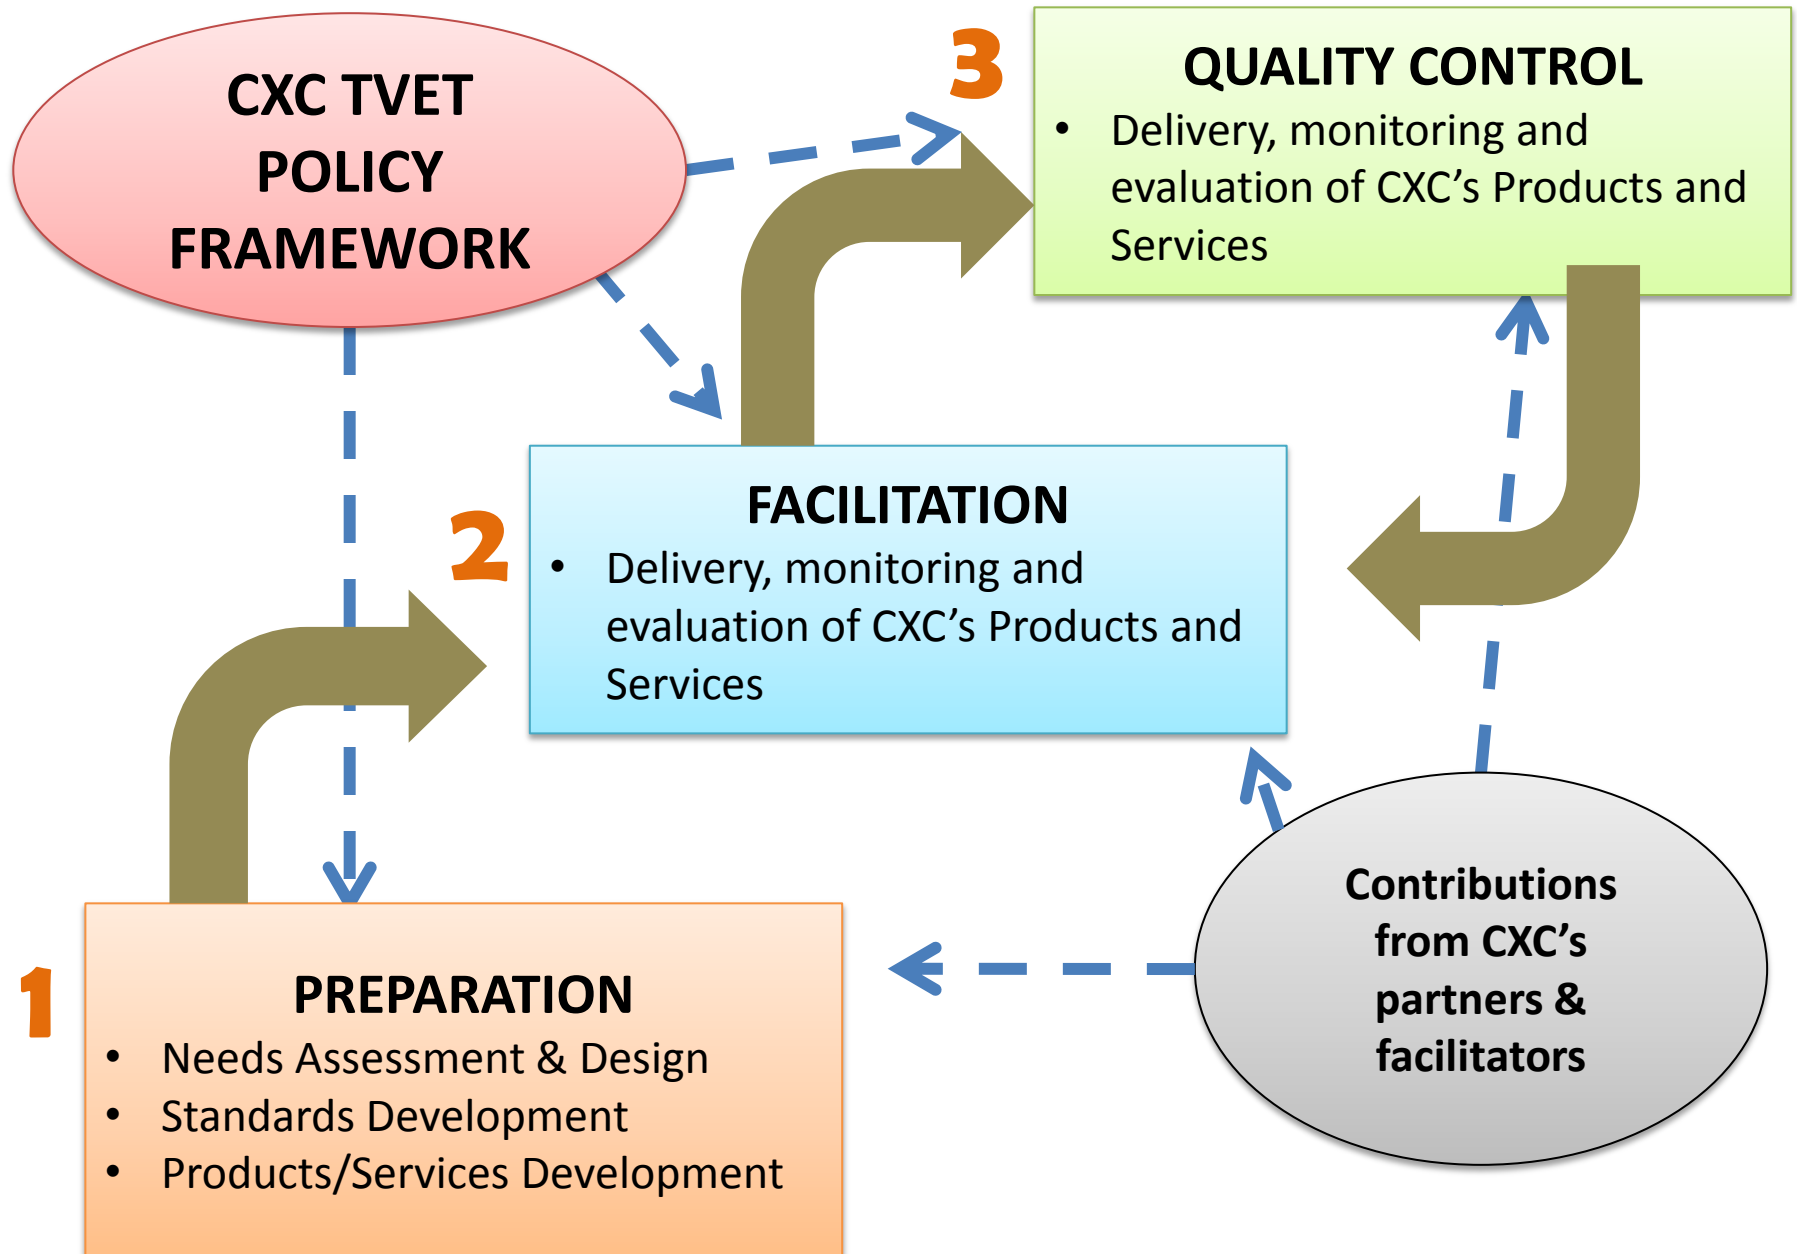 CXC TVET
POLICY
FRAMEWORK
3
QUALITY CONTROL
• Delivery, monitoring and
evaluation of CXC’s Products and
Services
2
FACILITATION
• Delivery, monitoring and
evaluation of CXC’s Products and
Services
1
PREPARATION
• Needs Assessment & Design
• Standards Development
• Products/Services Development
Contributions
from CXC’s
partners &
facilitators